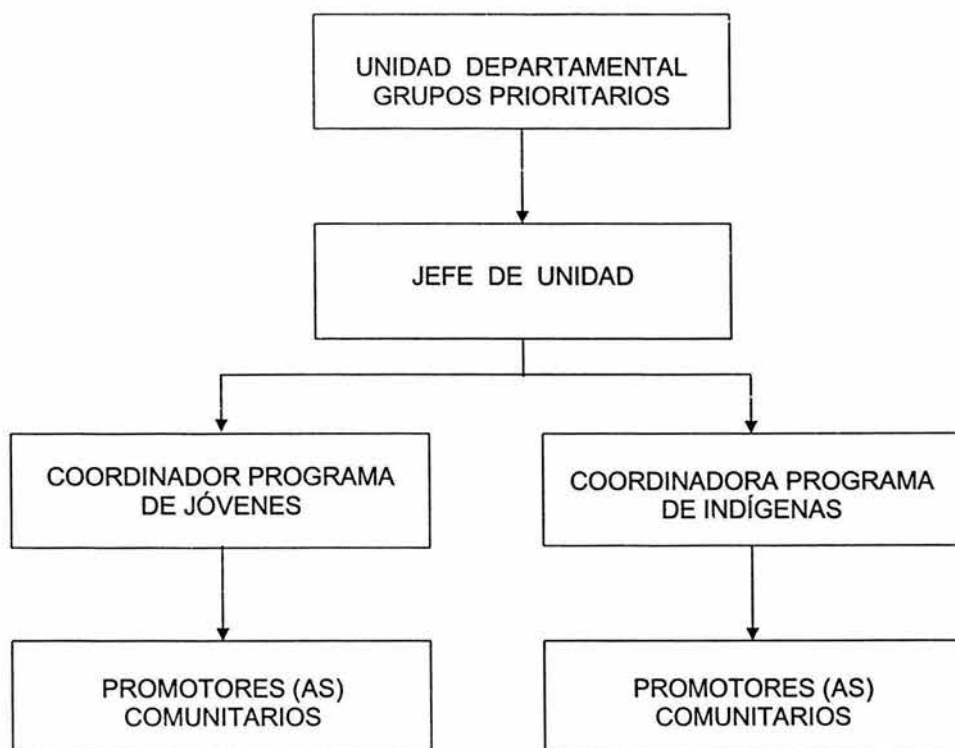 UNIDAD DEPARTAMENTAL
GRUPOS PRIORITARIOS
JEFE DE UNIDAD
COORDINADOR PROGRAMA
DE JÓVENES
COORDINADORA PROGRAMA
DE INDÍGENAS
PROMOTORES (AS)
COMUNITARIOS
PROMOTORES (AS)
COMUNITARIOS